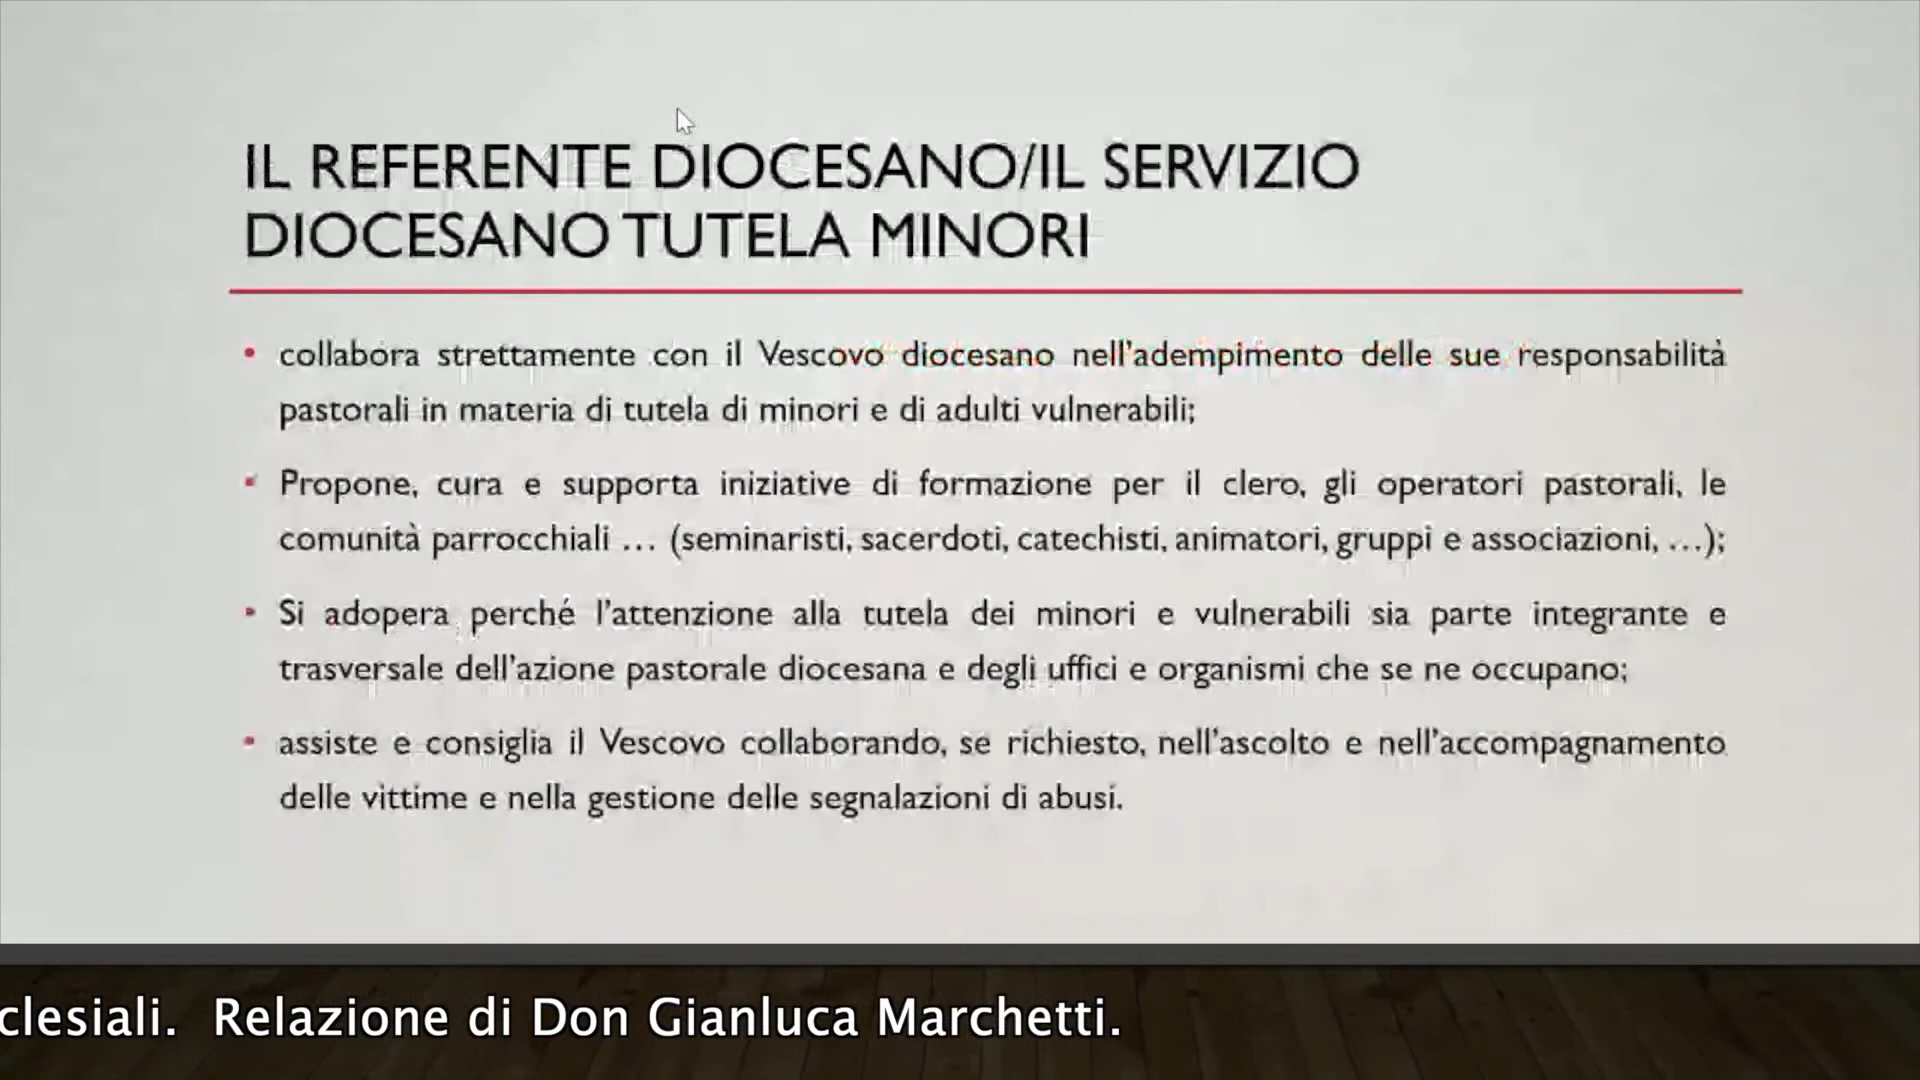 IL REFERENTE DIOCESANO/IL SERVIZIO
DIOCESANO TUTELA MINORI
• collabora strettamente con il Vescovo diocesano nell'adempimento delle sue responsabilità
pastorali in materia di tutela di minori e di adulti vulnerabili;
• Propone, cura e supporta iniziative di formazione per il clero, gli operatori pastorali, le
comunità parrocchiali … (seminaristi, sacerdoti, catechisti, animatori, gruppi e associazioni, …);
• Si adopera perché l'attenzione alla tutela dei minori e vulnerabili sia parte integrante e
trasversale dell'azione pastorale diocesana e degli uffici e organismi che se ne occupano;
• assiste e consiglia il Vescovo collaborando, se richiesto, nell'ascolto e nell'accompagnamento
delle vittime e nella gestione delle segnalazioni di abusi.
clesiali. Relazione di Don Gianluca Marchetti.